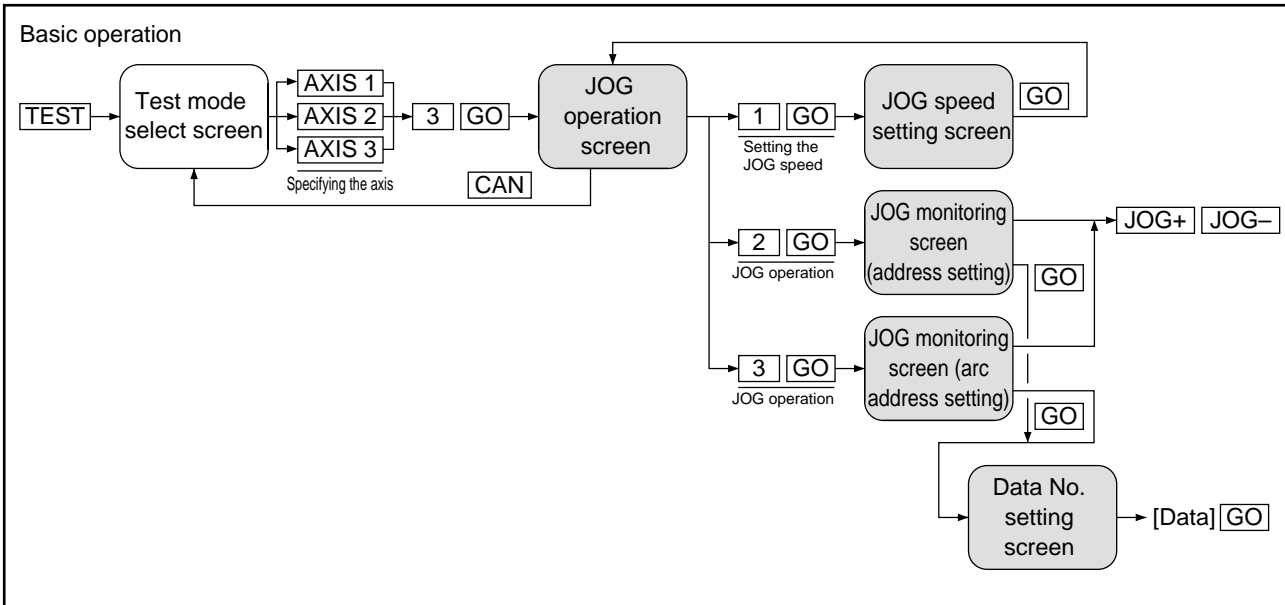 Basic operation
TEST
Test mode
select screen
AXIS 1
AXIS 2
AXIS 3
Specifying the axis
3 GO
JOG
operation
screen
CAN
1 GO
Setting the
JOG speed
JOG speed
setting screen
GO
2 GO
JOG operation
JOG monitoring
screen
(address setting)
GO
JOG+ JOG–
3 GO
JOG operation
JOG monitoring
screen (arc
address setting)
GO
Data No.
setting
screen
[Data] GO